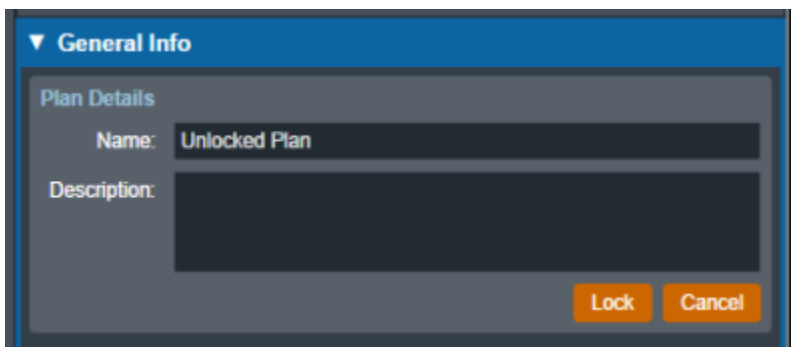 ▼ General Info
Plan Details
Name: Unlocked Plan
Description:
Lock Cancel